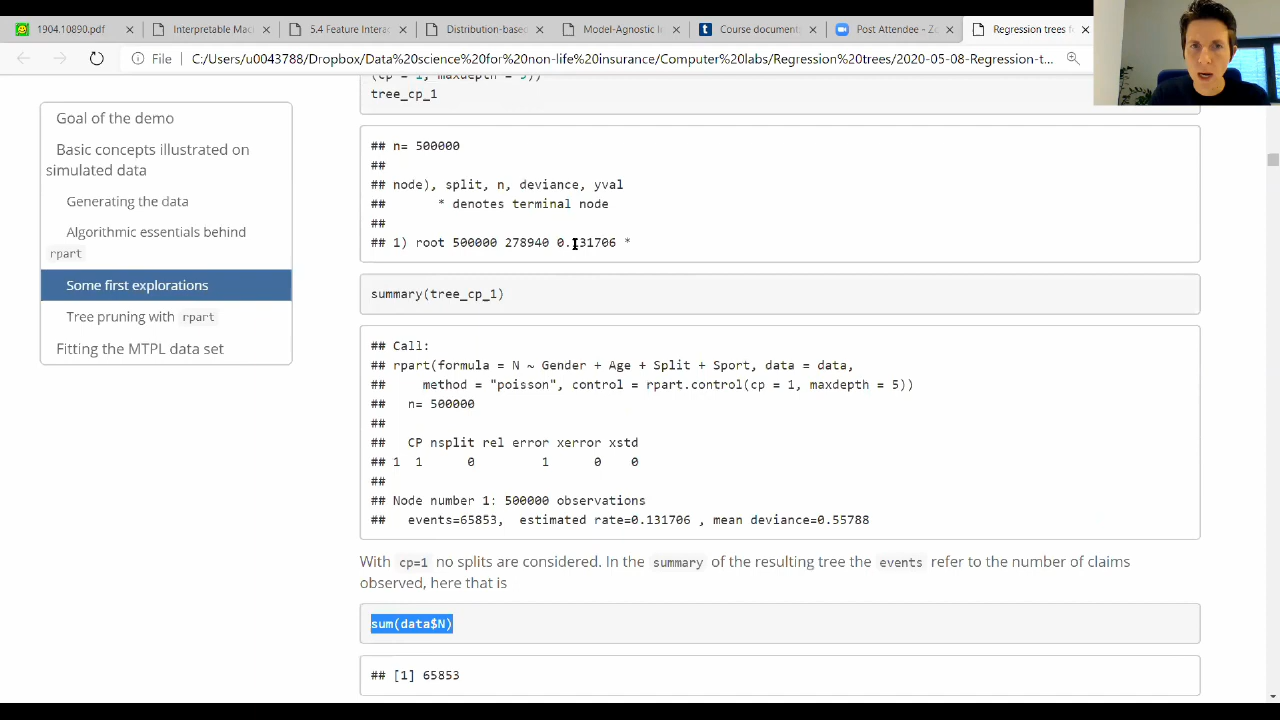 1904.10890.pdf
Interpretable Mac
5.4 Feature Interac
Distribution-based
Model-Agnostic I
Course document
Post Attendee - Zo
Regression trees fo
File
C:/Users/u0043788/Dropbox/Data%20science%20for%20non-life%20insurance/Computer%20labs/Regression%20trees/2020-05-08-Regression-t...
Goal of the demo
Basic concepts illustrated on
simulated data
Generating the data
Algorithmic essentials behind
rpart
Some first explorations
Tree pruning with rpart
Fitting the MTPL data set
(cp = 1, maxdepth = 5))
tree_cp_1
## n= 500000
##
## node), split, n, deviance, yval
## * denotes terminal node
##
## 1) root 500000 278940 0.131706 *
summary(tree_cp_1)
## Call:
## rpart(formula = N ~ Gender + Age + Split + Sport, data = data,
## method = "poisson", control = rpart.control(cp = 1, maxdepth = 5))
## n= 500000
##
## CP nsplit rel error xerror xstd
## 1 1 0 1 0 0
##
## Node number 1: 500000 observations
## events=65853, estimated rate=0.131706 , mean deviance=0.55788
With cp=1 no splits are considered. In the summary of the resulting tree the events refer to the number of claims
observed, here that is
sum(data$N)
## [1] 65853